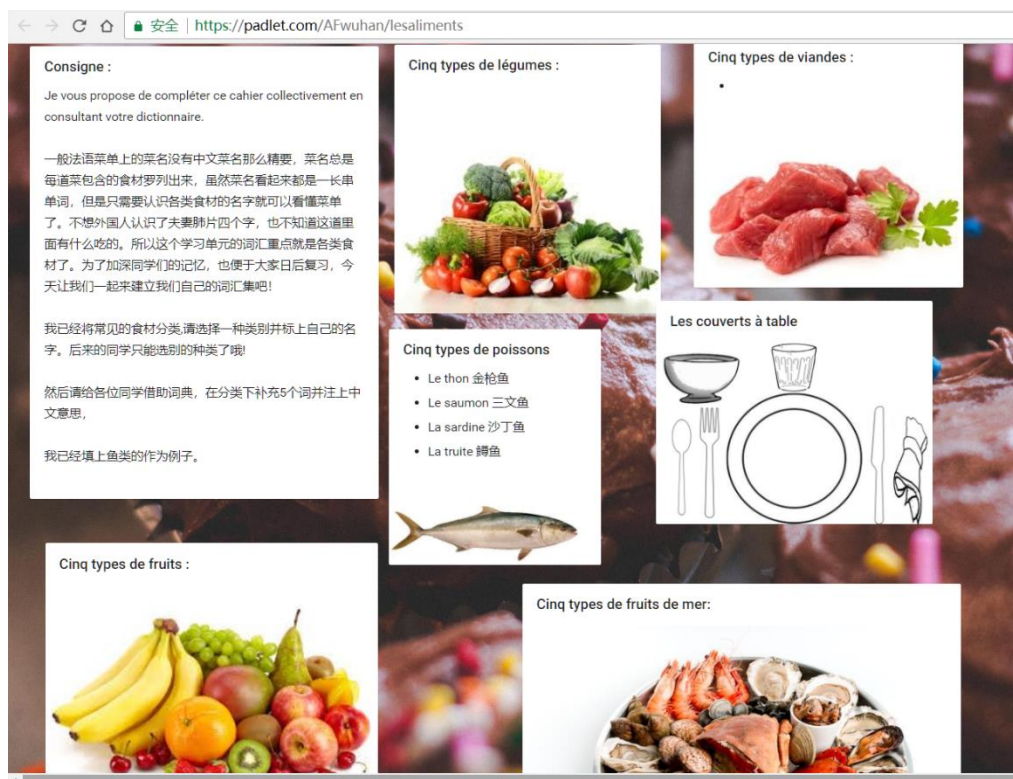 安全 | https://padlet.com/AFwuhan/lesaliments
Consigne :
Je vous propose de compléter ce cahier collectivement en
consultant votre dictionnaire.
一般法语菜单上的菜名没有中文菜名那么精要，菜名总是
每道菜包含的食材罗列出来，虽然菜名看起来都是一长串
单词，但是只需要认识各类食材的名字就可以看懂菜单
了。不想外国人认识了夫妻肺片四个字，也不知道这道里
面有什么吃的。所以这个学习单元的词汇重点就是各类食
材了。为了加深同学们的记忆，也便于大家日后复习，今
天让我们一起来建立我们自己的词汇集吧！
我已经将常见的食材分类,请选择一种类别并标上自己的名
字。后来的同学只能选别的种类了哦!
然后请给各位同学借助词典，在分类下补充5个词并注上中
文意思，
我已经填上鱼类的作为例子。
Cinq types de légumes :
Cinq types de viandes :
Cinq types de poissons
Le thon 金枪鱼
Le saumon 三文鱼
La sardine 沙丁鱼
La truite 鳟鱼
Les couverts à table
Cinq types de fruits :
Cinq types de fruits de mer: